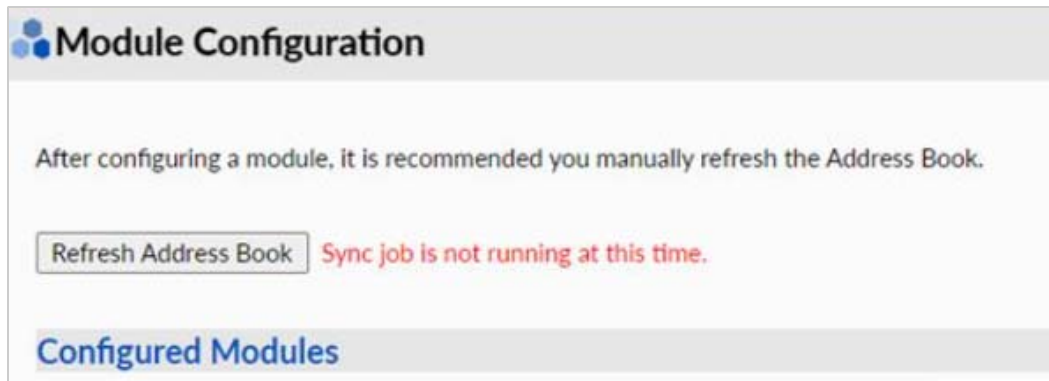 Module Configuration
After configuring a module, it is recommended you manually refresh the Address Book.
Refresh Address Book Sync job is not running at this time.
Configured Modules